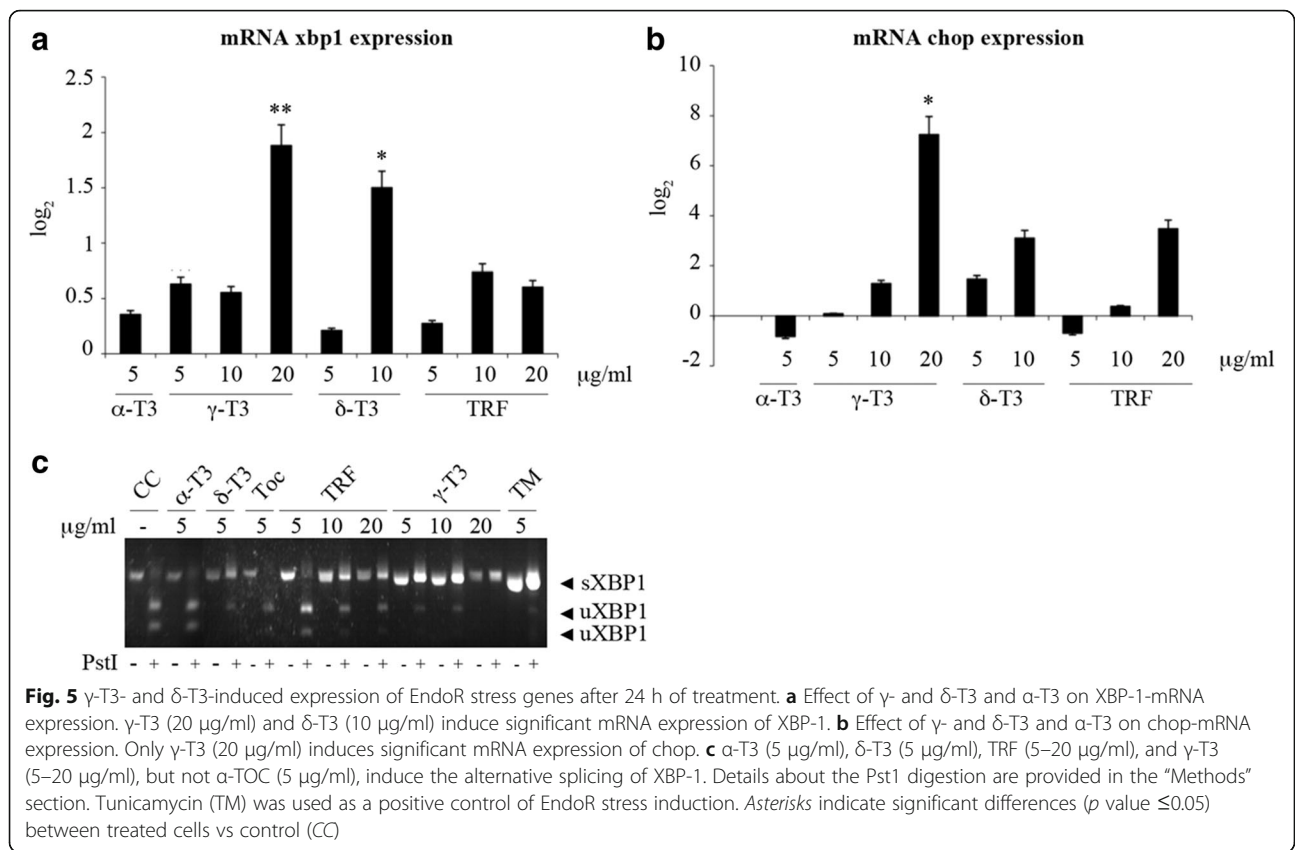 a
mRNA xbp1 expression
2.5
2
1.5
1
0.5
0
log₂
**
*
5 5 10 20 5 10 5 10 20 μg/ml
α-T3 γ-T3 δ-T3 TRF
b
mRNA chop expression
10
8
6
4
2
0
-2
log₂
*
5 5 10 20 5 10 5 10 20 μg/ml
α-T3 γ-T3 δ-T3 TRF
c
CC α-T3 δ-T3 Toc TRF γ-T3 TM
μg/ml - 5 5 5 5 10 20 5 10 20 5
◄ sXBP1
◄ uXBP1
◄ uXBP1
PstI - + - + - + - + - + - + - + - + - + - + - +
Fig. 5 γ-T3- and δ-T3-induced expression of EndoR stress genes after 24 h of treatment. a Effect of γ- and δ-T3 and α-T3 on XBP-1-mRNA
expression. γ-T3 (20 μg/ml) and δ-T3 (10 μg/ml) induce significant mRNA expression of XBP-1. b Effect of γ- and δ-T3 and α-T3 on chop-mRNA
expression. Only γ-T3 (20 μg/ml) induces significant mRNA expression of chop. c α-T3 (5 μg/ml), δ-T3 (5 μg/ml), TRF (5–20 μg/ml), and γ-T3
(5–20 μg/ml), but not α-TOC (5 μg/ml), induce the alternative splicing of XBP-1. Details about the Pst1 digestion are provided in the “Methods”
section. Tunicamycin (TM) was used as a positive control of EndoR stress induction. Asterisks indicate significant differences (p value ≤0.05)
between treated cells vs control (CC)